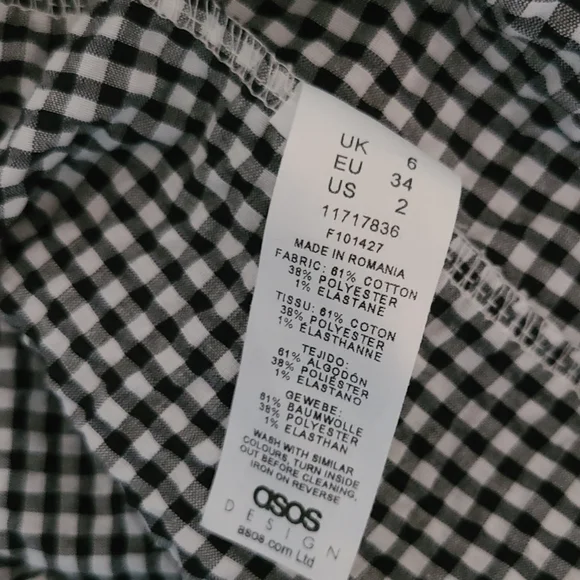 UK 6
EU 34
US 2
11717836
F101427
MADE IN ROMANIA
FABRIC: 61% COTTON
38% POLYESTER
1% ELASTANE
TISSU: 61% COTON
38% POLYESTER
1% ÉLASTHANNE
TEJIDO:
61% ALGODÓN
38% POLIÉSTER
1% ELASTANO
GEWEBE:
61% BAUMWOLLE
38% POLYESTER
1% ELASTHAN
WASH WITH SIMILAR
COLOURS, TURN INSIDE
OUT BEFORE CLEANING,
IRON ON REVERSE
asos
DESIGN
asos.com Ltd